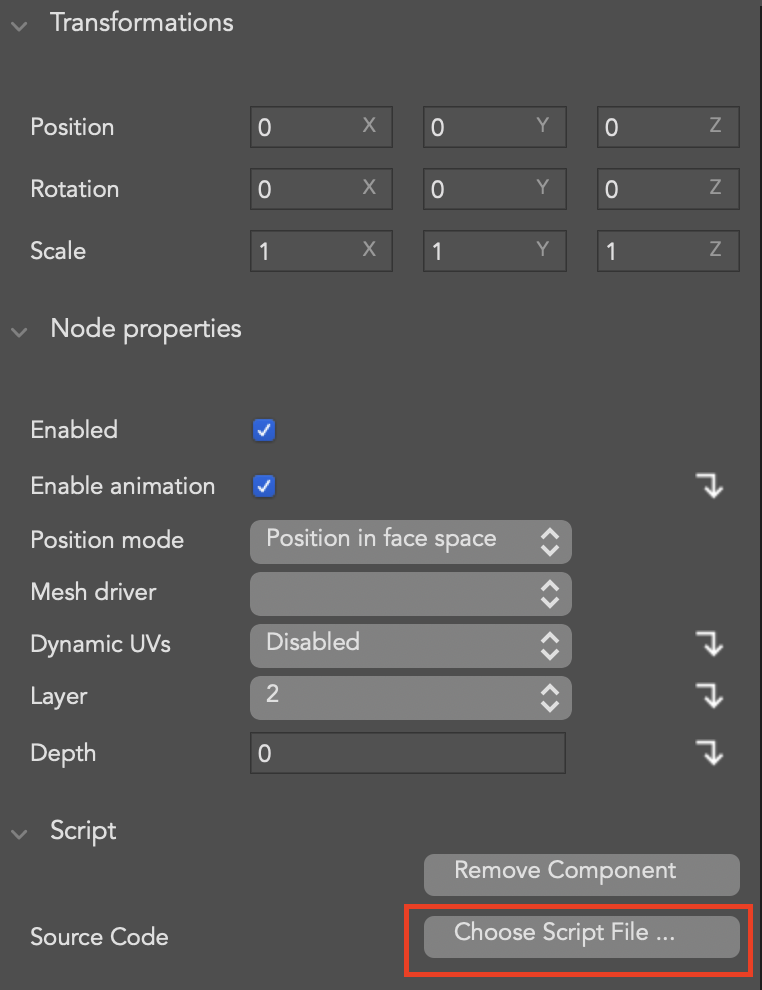 Transformations
Position 0 X 0 Y 0 Z
Rotation 0 X 0 Y 0 Z
Scale 1 X 1 Y 1 Z
Node properties
Enabled
Enable animation
Position mode Position in face space
Mesh driver
Dynamic UVs Disabled
Layer 2
Depth 0
Script
Remove Component
Source Code Choose Script File ...